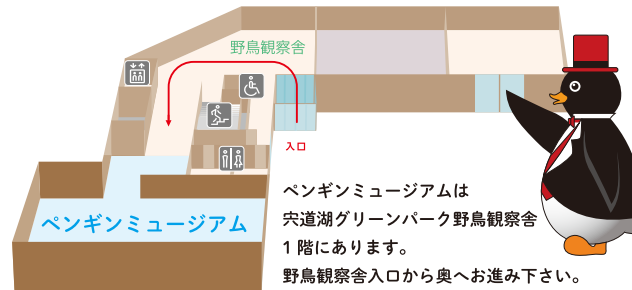 野鳥観察舎
入口
ペンギンミュージアム
ペンギンミュージアムは
宍道湖グリーンパーク野鳥観察舎
1階にあります。
野鳥観察舎入口から奥へお進み下さい。